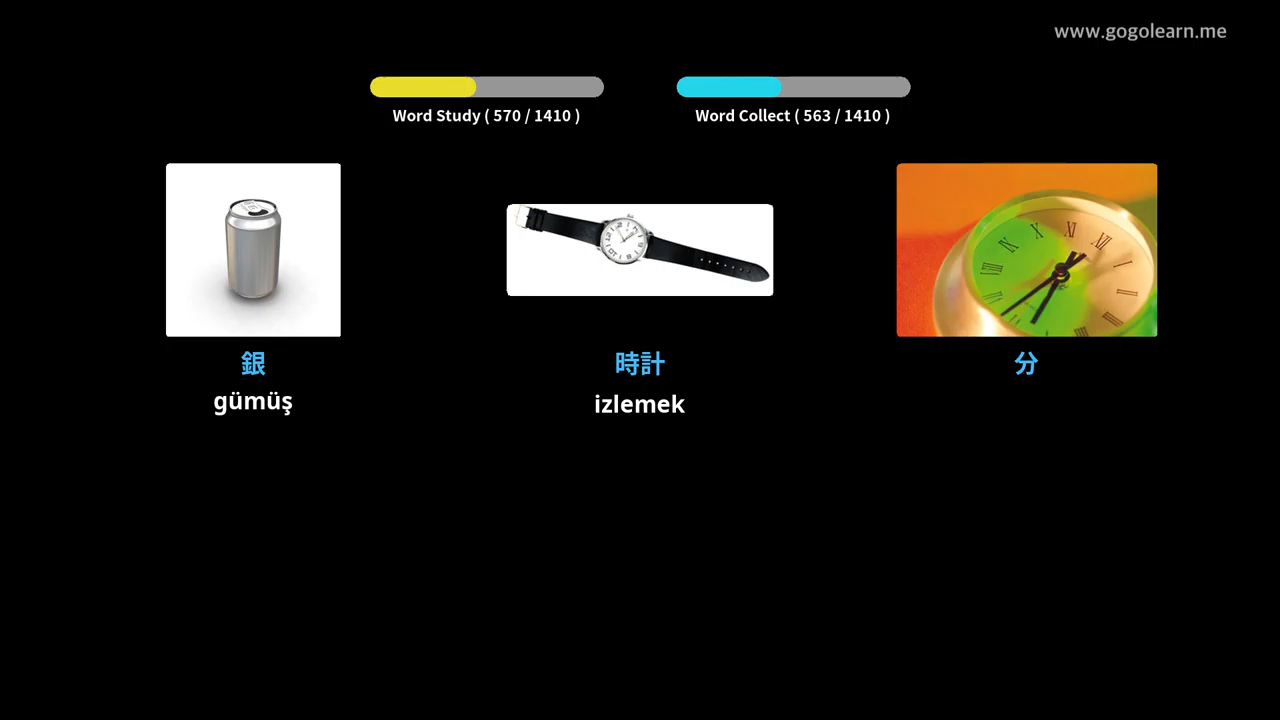 www.gogolearn.me
Word Study ( 570 / 1410 )
Word Collect ( 563 / 1410 )
銀
時計
分
gümüş
izlemek